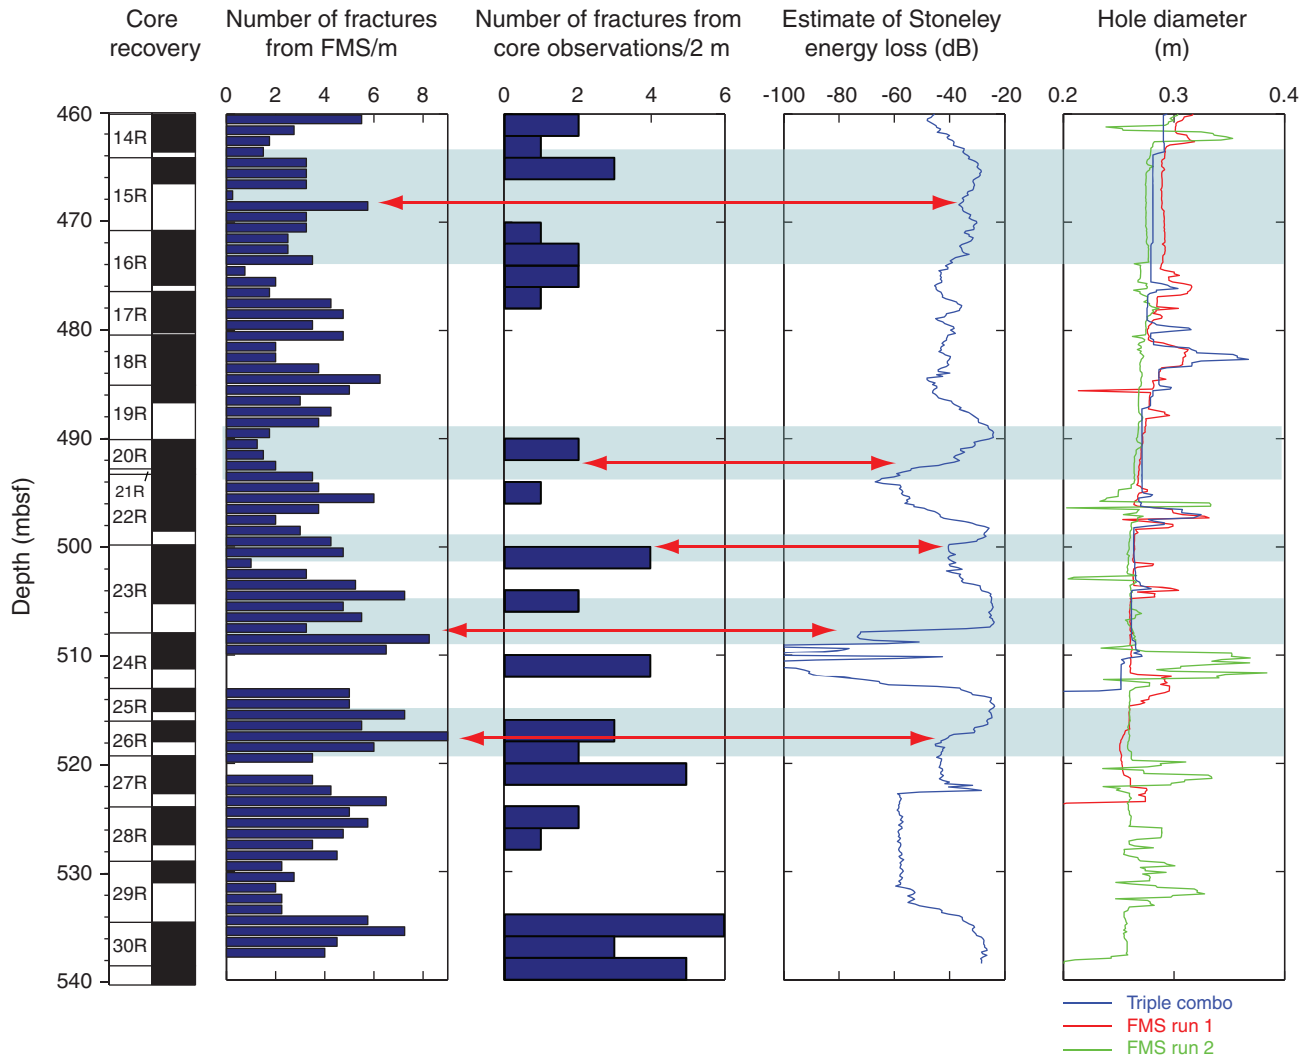 Core
recovery
Number of fractures
from FMS/m
Number of fractures from
core observations/2 m
Estimate of Stoneley
energy loss (dB)
Hole diameter
(m)
0 2 4 6 8
0 2 4 6
-100 -80 -60 -40 -20
0.2 0.3 0.4
Depth (mbsf)
460
470
480
490
500
510
520
530
540
14R
15R
16R
17R
18R
19R
20R
21R
22R
23R
24R
25R
26R
27R
28R
29R
30R
Triple combo
FMS run 1
FMS run 2